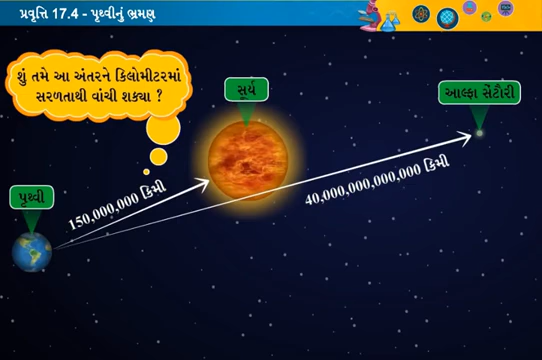 પ્રવૃત્તિ 17.4 - પૃથ્વીનું ભ્રમણ
શું તમે આ અંતરને કિલોમીટરમાં
સરળતાથી વાંચી શક્યા ?
સૂર્ય
આલ્ફા સેંટૌરી
પૃથ્વી
150,000,000 કિમી
40,000,000,000,000 કિમી